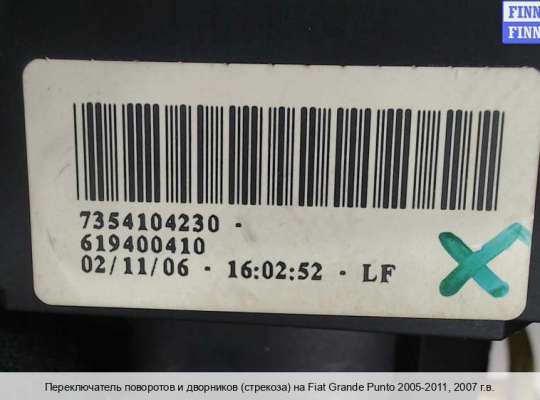 FINN
FINN
7354104230 -
619400410
02/11/06 - 16:02:52 - LF
Переключатель поворотов и дворников (стрекоза) на Fiat Grande Punto 2005-2011, 2007 г.в.